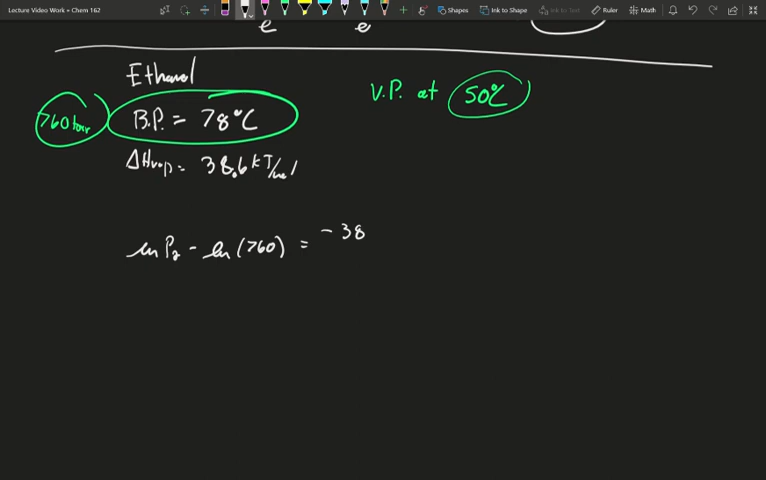 Lecture Video Work • Chem 162
Shapes Ink to Shape Ink to Text Ruler Math
e e
Ethanol
V.P. at 50°C
760 torr B.P. = 78°C
ΔHvap = 38.6 kJ/mol
ln P₂ - ln (760) = - 38